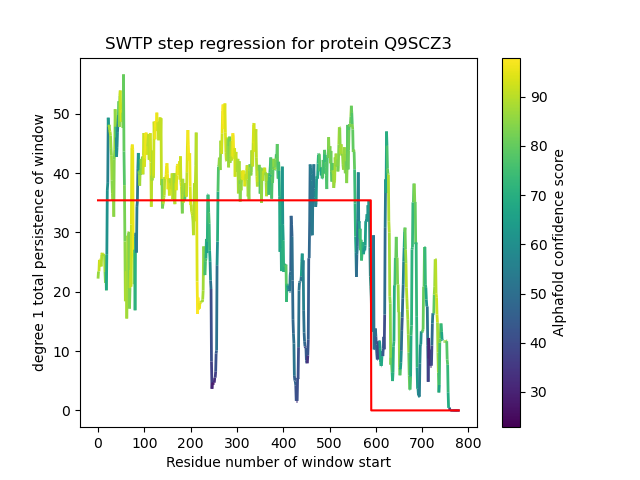 SWTP step regression for protein Q9SCZ3
degree 1 total persistence of window
50
40
30
20
10
0
0 100 200 300 400 500 600 700 800
Residue number of window start
90
80
70
60
50
40
30
Alphafold confidence score